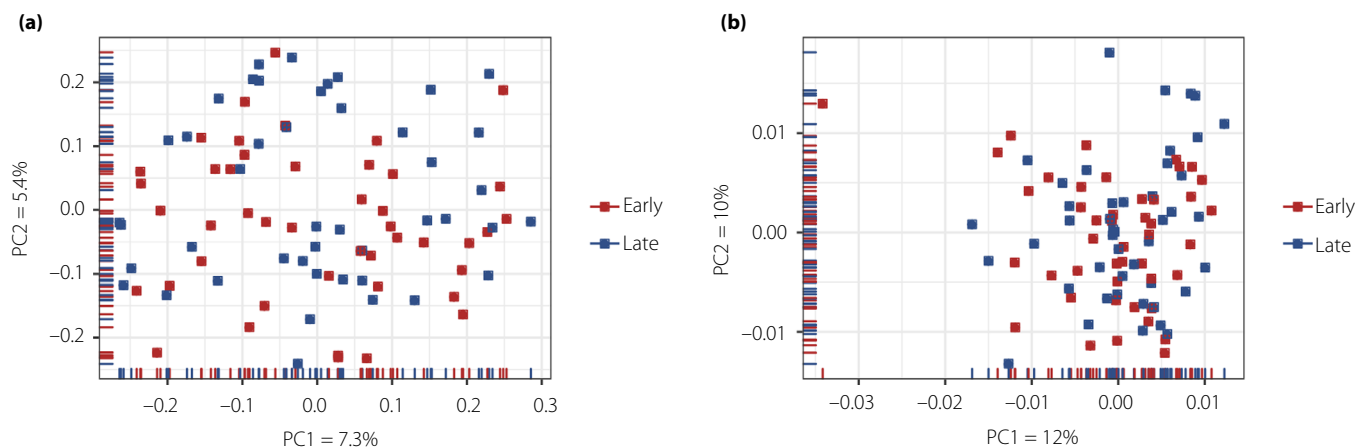 (a)
0.2
0.1
0.0
−0.1
−0.2
PC2 = 5.4%
−0.2
−0.1
0.0
0.1
0.2
0.3
PC1 = 7.3%
Early
Late
(b)
0.01
0.00
−0.01
PC2 = 10%
−0.03
−0.02
−0.01
0.00
0.01
PC1 = 12%
Early
Late